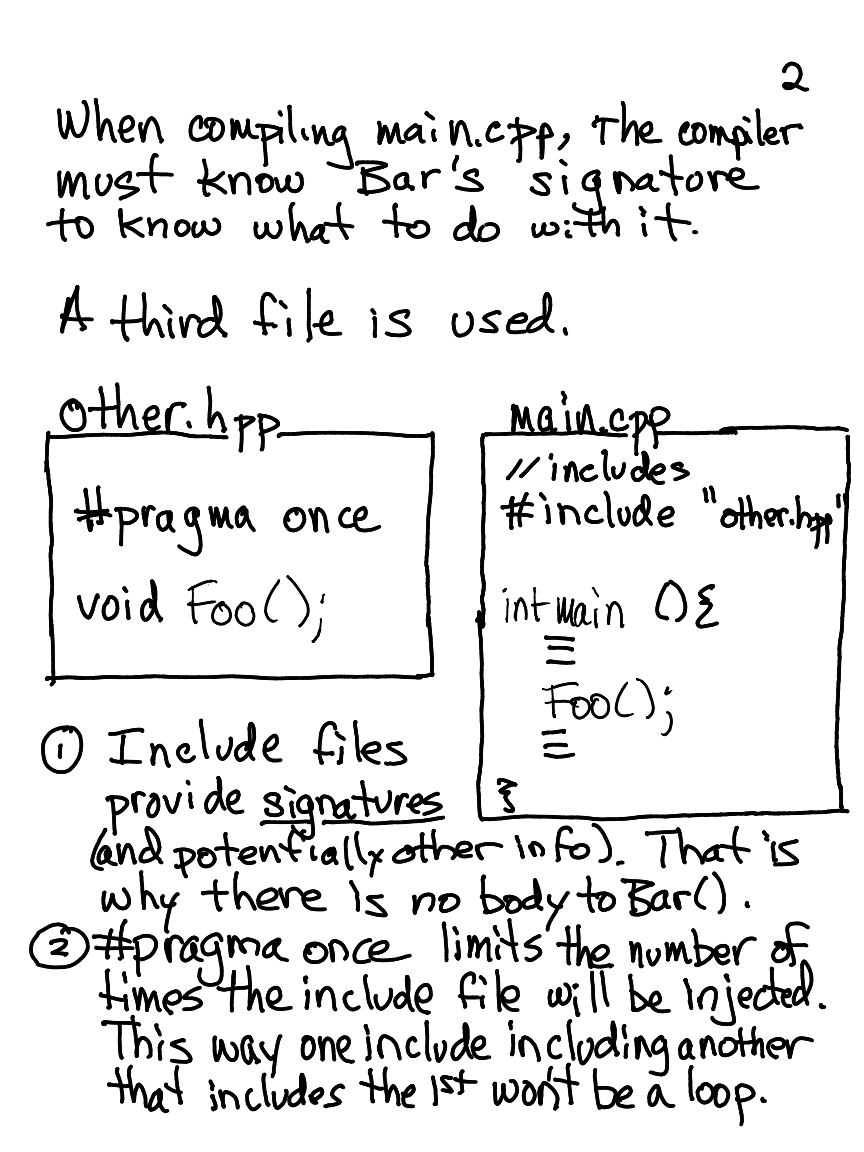 2
When compiling main.cpp, The compiler
must know Bar's signatore
to know what to do with it.
A third file is used.
other.hpp
#pragma once
void Foo();
main.cpp
// includes
#include "other.hpp"
int main (){
Foo();
}
① Include files
provide signatures
(and potentially other info). That is
why there is no body to Bar().
② #pragma once limits the number of
times the include file will be injected.
This way one include including another
that includes the 1st won't be a loop.